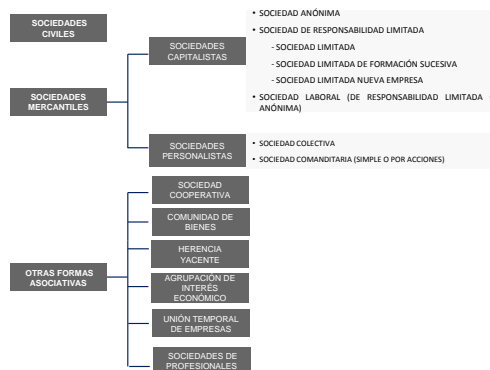 SOCIEDADES
CIVILES
SOCIEDADES
MERCANTILES
SOCIEDADES
CAPITALISTAS
• SOCIEDAD ANÓNIMA
• SOCIEDAD DE RESPONSABILIDAD LIMITADA
- SOCIEDAD LIMITADA
- SOCIEDAD LIMITADA DE FORMACIÓN SUCESIVA
- SOCIEDAD LIMITADA NUEVA EMPRESA
• SOCIEDAD LABORAL (DE RESPONSABILIDAD LIMITADA
ANÓNIMA)
SOCIEDADES
PERSONALISTAS
• SOCIEDAD COLECTIVA
• SOCIEDAD COMANDITARIA (SIMPLE O POR ACCIONES)
OTRAS FORMAS
ASOCIATIVAS
SOCIEDAD
COOPERATIVA
COMUNIDAD DE
BIENES
HERENCIA
YACENTE
AGRUPACIÓN DE
INTERÉS
ECONÓMICO
UNIÓN TEMPORAL
DE EMPRESAS
SOCIEDADES DE
PROFESIONALES